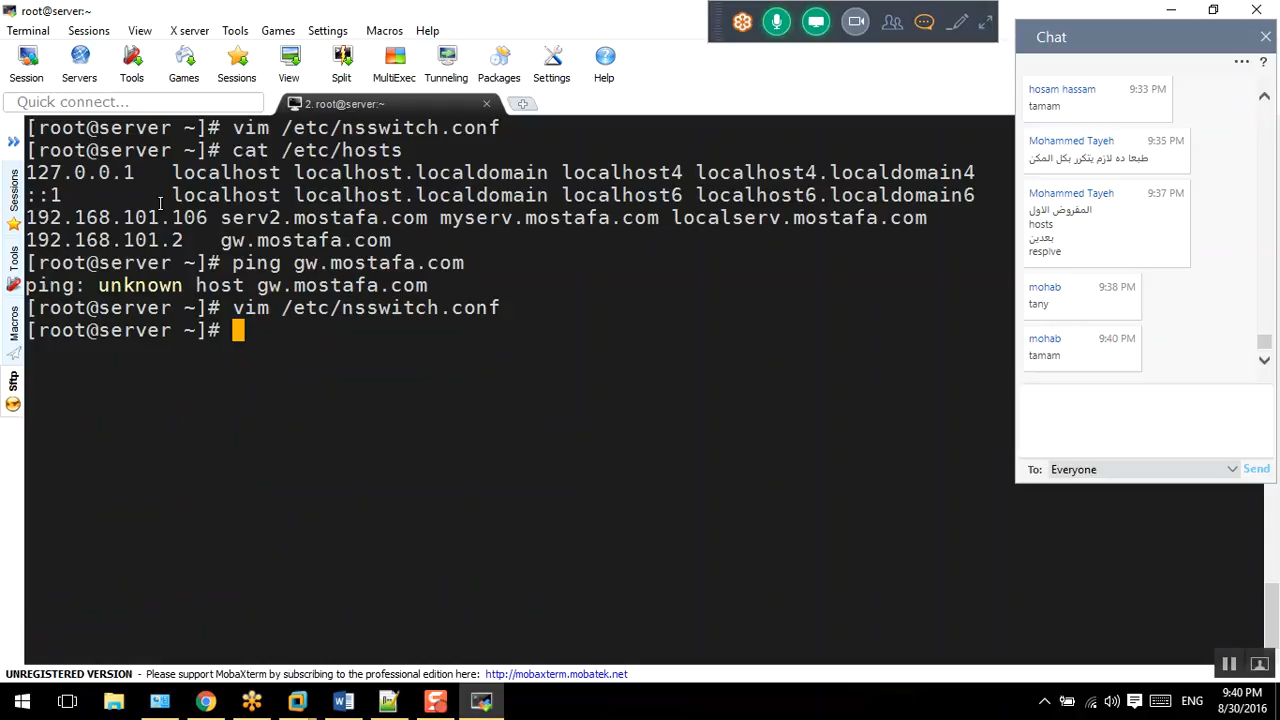 root@server:~
Terminal Sessions View X server Tools Games Settings Macros Help
Session Servers Tools Games Sessions View Split MultiExec Tunneling Packages Settings Help
Quick connect...
2. root@server:~
Sessions
Tools
Macros
Sftp
[root@server ~]# vim /etc/nsswitch.conf
[root@server ~]# cat /etc/hosts
127.0.0.1 localhost localhost.localdomain localhost4 localhost4.localdomain4
::1 localhost localhost.localdomain localhost6 localhost6.localdomain6
192.168.101.106 serv2.mostafa.com myserv.mostafa.com localserv.mostafa.com
192.168.101.2 gw.mostafa.com
[root@server ~]# ping gw.mostafa.com
ping: unknown host gw.mostafa.com
[root@server ~]# vim /etc/nsswitch.conf
[root@server ~]#
Chat
hosam hassam 9:33 PM
tamam
Mohammed Tayeh 9:35 PM
طبعا ده لازم يتكرر بكل المكن
Mohammed Tayeh 9:37 PM
المفروض الاول
hosts
بعدين
resplve
mohab 9:38 PM
tany
mohab 9:40 PM
tamam
To: Everyone Send
UNREGISTERED VERSION - Please support MobaXterm by subscribing to the professional edition here: http://mobaxterm.mobatek.net
ENG
9:40 PM
8/30/2016